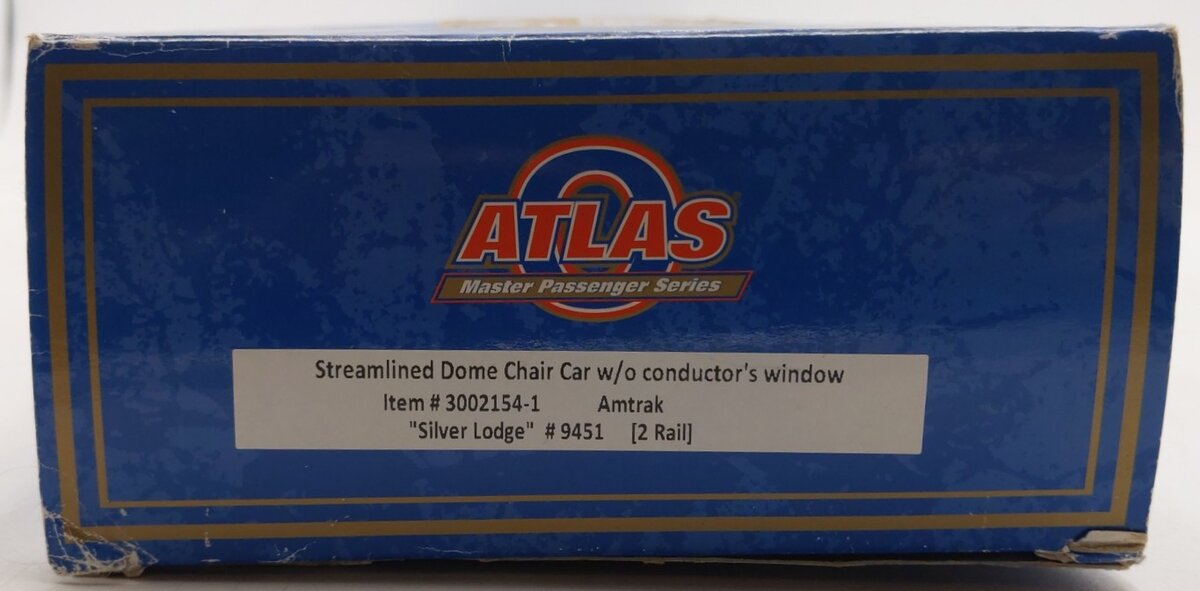 ATLAS
Master Passenger Series
Streamlined Dome Chair Car w/o conductor's window
Item # 3002154-1 Amtrak
"Silver Lodge" # 9451 [2 Rail]